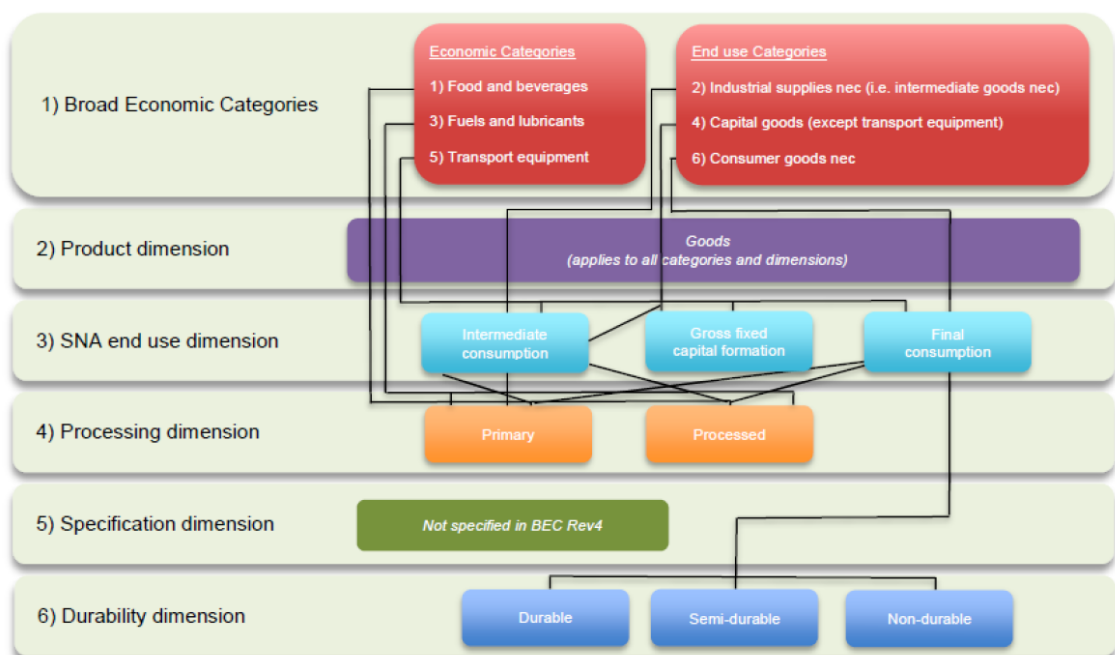 1) Broad Economic Categories
Economic Categories
1) Food and beverages
3) Fuels and lubricants
5) Transport equipment
End use Categories
2) Industrial supplies nec (i.e. intermediate goods nec)
4) Capital goods (except transport equipment)
6) Consumer goods nec
2) Product dimension
Goods
(applies to all categories and dimensions)
3) SNA end use dimension
Intermediate
consumption
Gross fixed
capital formation
Final
consumption
4) Processing dimension
Primary
Processed
5) Specification dimension
Not specified in BEC Rev4
6) Durability dimension
Durable
Semi-durable
Non-durable